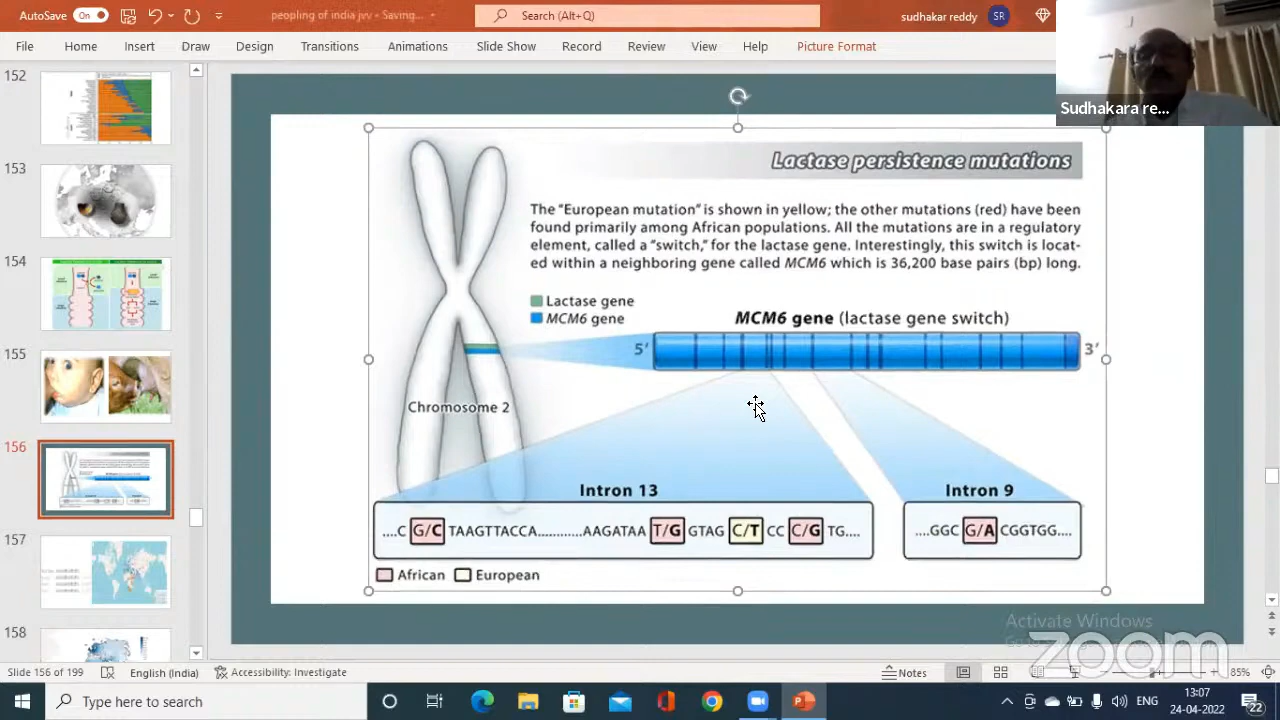 AutoSave On
peopling of india jvv • Saving...
Search (Alt+Q)
sudhakar reddy SR
File Home Insert Draw Design Transitions Animations Slide Show Record Review View Help Picture Format
Sudhakara re...
152
153
154
155
156
157
158
Lactase persistence mutations
The "European mutation" is shown in yellow; the other mutations (red) have been
found primarily among African populations. All the mutations are in a regulatory
element, called a "switch," for the lactase gene. Interestingly, this switch is locat-
ed within a neighboring gene called MCM6 which is 36,200 base pairs (bp) long.
Lactase gene
MCM6 gene
MCM6 gene (lactase gene switch)
5' 3'
Chromosome 2
Intron 13
Intron 9
....C G/C TAAGTTACCA............AAGATAA T/G GTAG C/T CC C/G TG....
....GGC G/A CGGTGG....
African European
Activate Windows
zoom
Slide 156 of 199 English (India) Accessibility: Investigate Notes 85%
Type here to search
ENG
13:07
24-04-2022
22